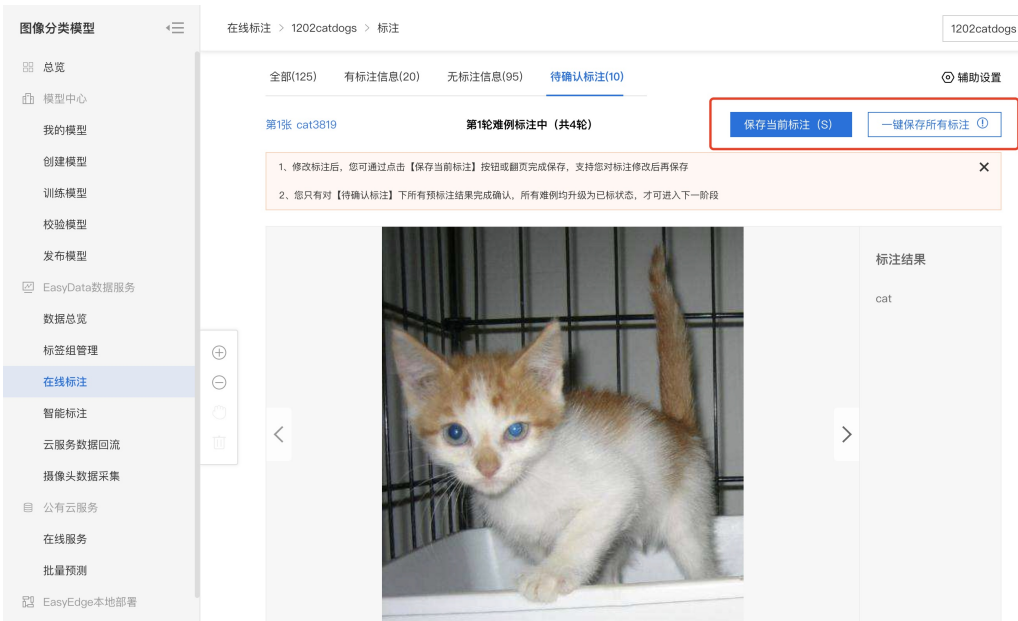 图像分类模型
在线标注 > 1202catdogs > 标注
1202catdogs
总览
模型中心
我的模型
创建模型
训练模型
校验模型
发布模型
EasyData数据服务
数据总览
标签组管理
在线标注
智能标注
云服务数据回流
摄像头数据采集
公有云服务
在线服务
批量预测
EasyEdge本地部署
全部(125) 有标注信息(20) 无标注信息(95) 待确认标注(10)
辅助设置
第1张 cat3819 第1轮难例标注中(共4轮) 保存当前标注(S) 一键保存所有标注
1、修改标注后,您可通过点击【保存当前标注】按钮或翻页完成保存,支持您对标注修改后再保存
2、您只有对【待确认标注】下所有预标注结果完成确认,所有难例均升级为已标状态,才可进入下一阶段
标注结果
cat